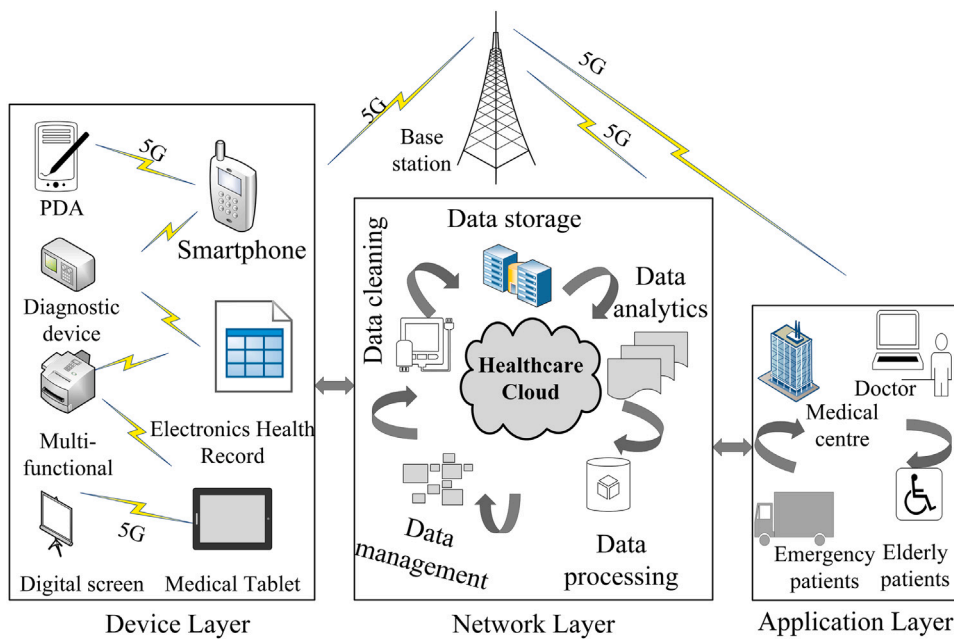 5G
5G
5G
Base
station
5G
PDA
Smartphone
Diagnostic
device
Multi-
functional
Electronics Health
Record
5G
Digital screen
Medical Tablet
Device Layer
Data storage
Data cleaning
Data
analytics
Healthcare
Cloud
Data
management
Data
processing
Network Layer
Doctor
Medical
centre
Emergency
patients
Elderly
patients
Application Layer